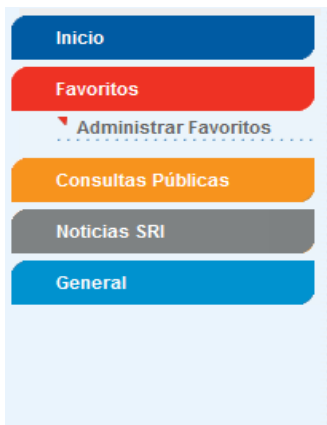 Inicio
Favoritos
Administrar Favoritos
Consultas Públicas
Noticias SRI
General